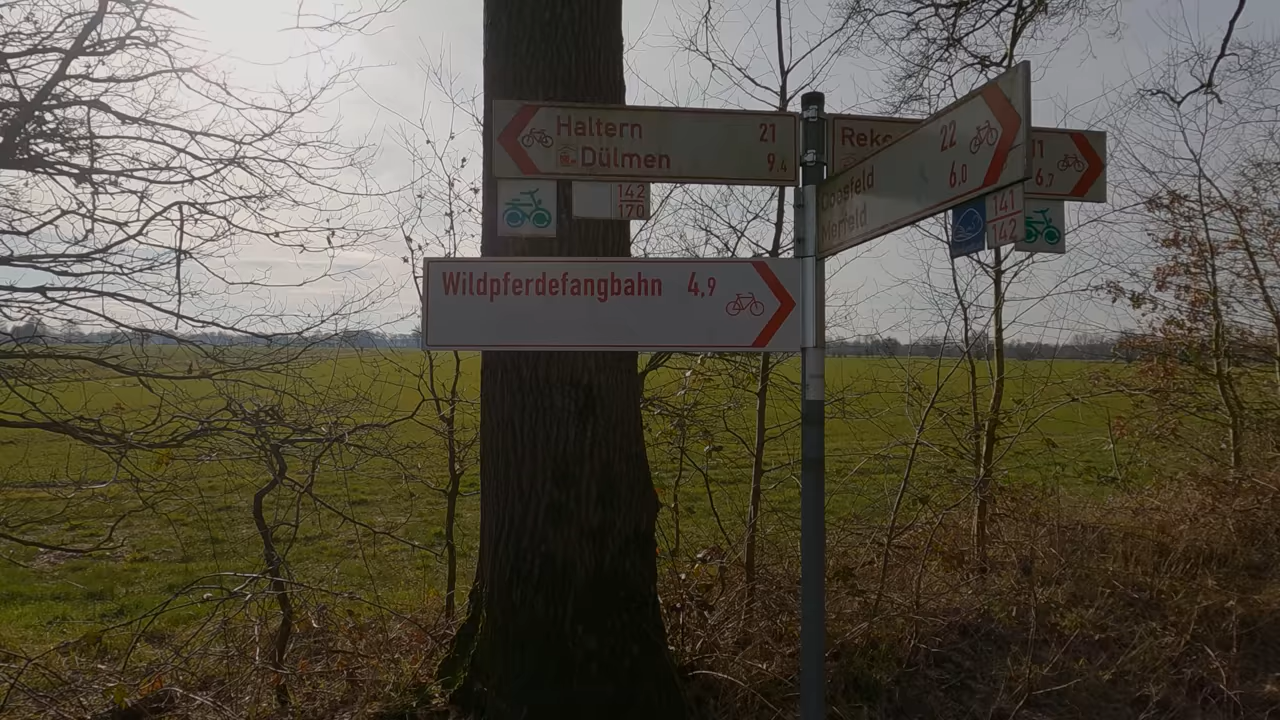 Haltern 21
Dülmen 9,4
142
170
Wildpferdefangbahn 4,9
22
Coesfeld
6,0
Merfeld
11
6,7
141
142